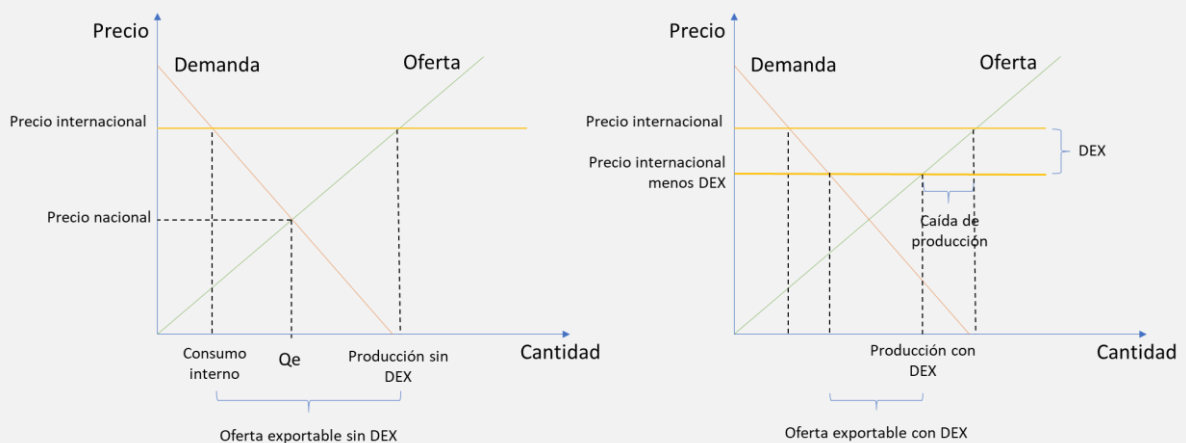 Precio
Demanda
Oferta
Precio internacional
Precio nacional
Consumo
interno
Qe
Producción sin
DEX
Cantidad
Oferta exportable sin DEX
Precio
Demanda
Oferta
Precio internacional
DEX
Precio internacional
menos DEX
Caída de
producción
Producción con
DEX
Cantidad
Oferta exportable con DEX